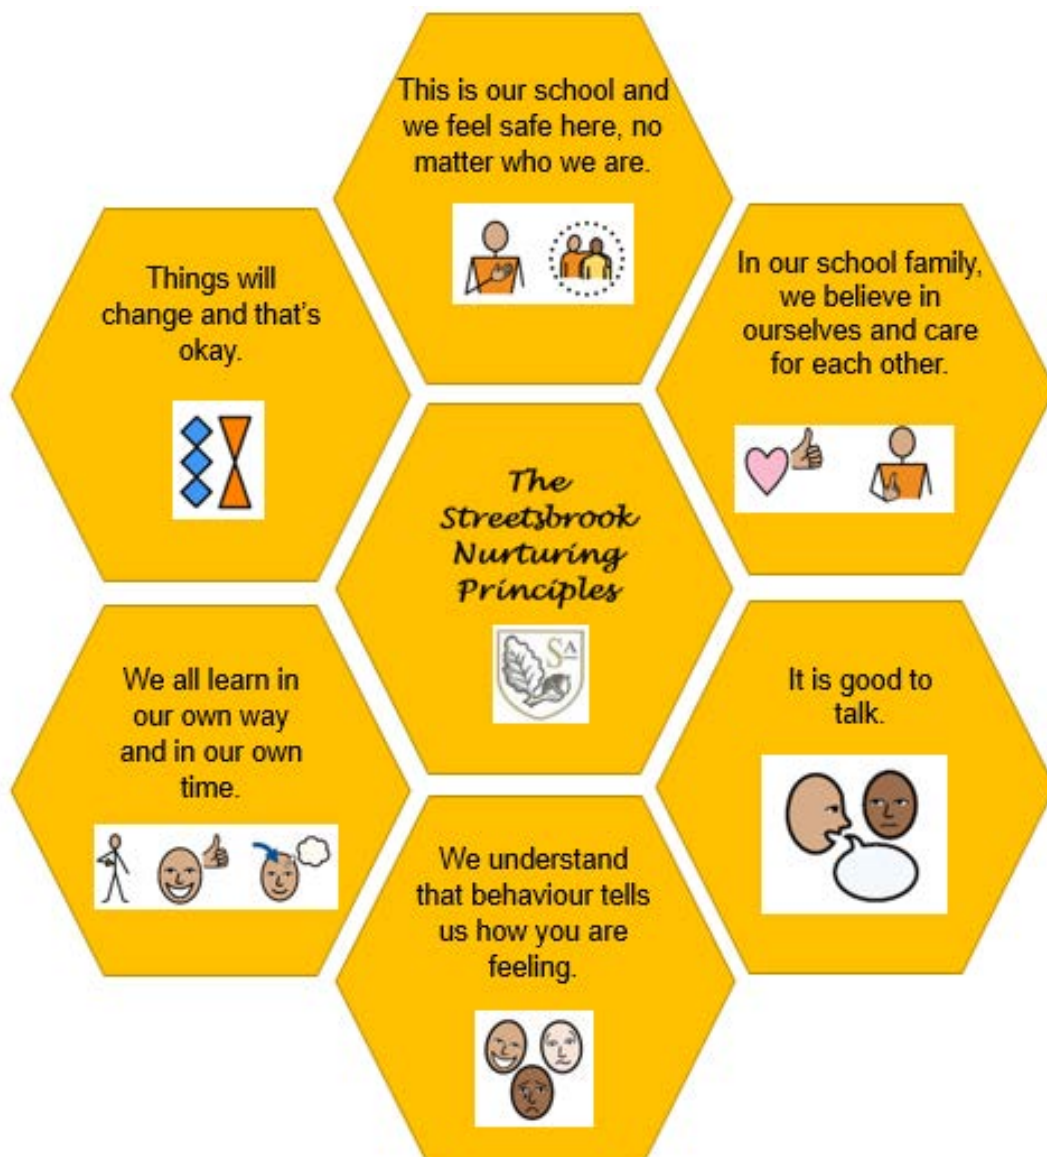 This is our school and
we feel safe here, no
matter who we are.
In our school family,
we believe in
ourselves and care
for each other.
It is good to
talk.
We understand
that behaviour tells
us how you are
feeling.
We all learn in
our own way
and in our own
time.
Things will
change and that's
okay.
The
Streetsbrook
Nurturing
Principles
SA